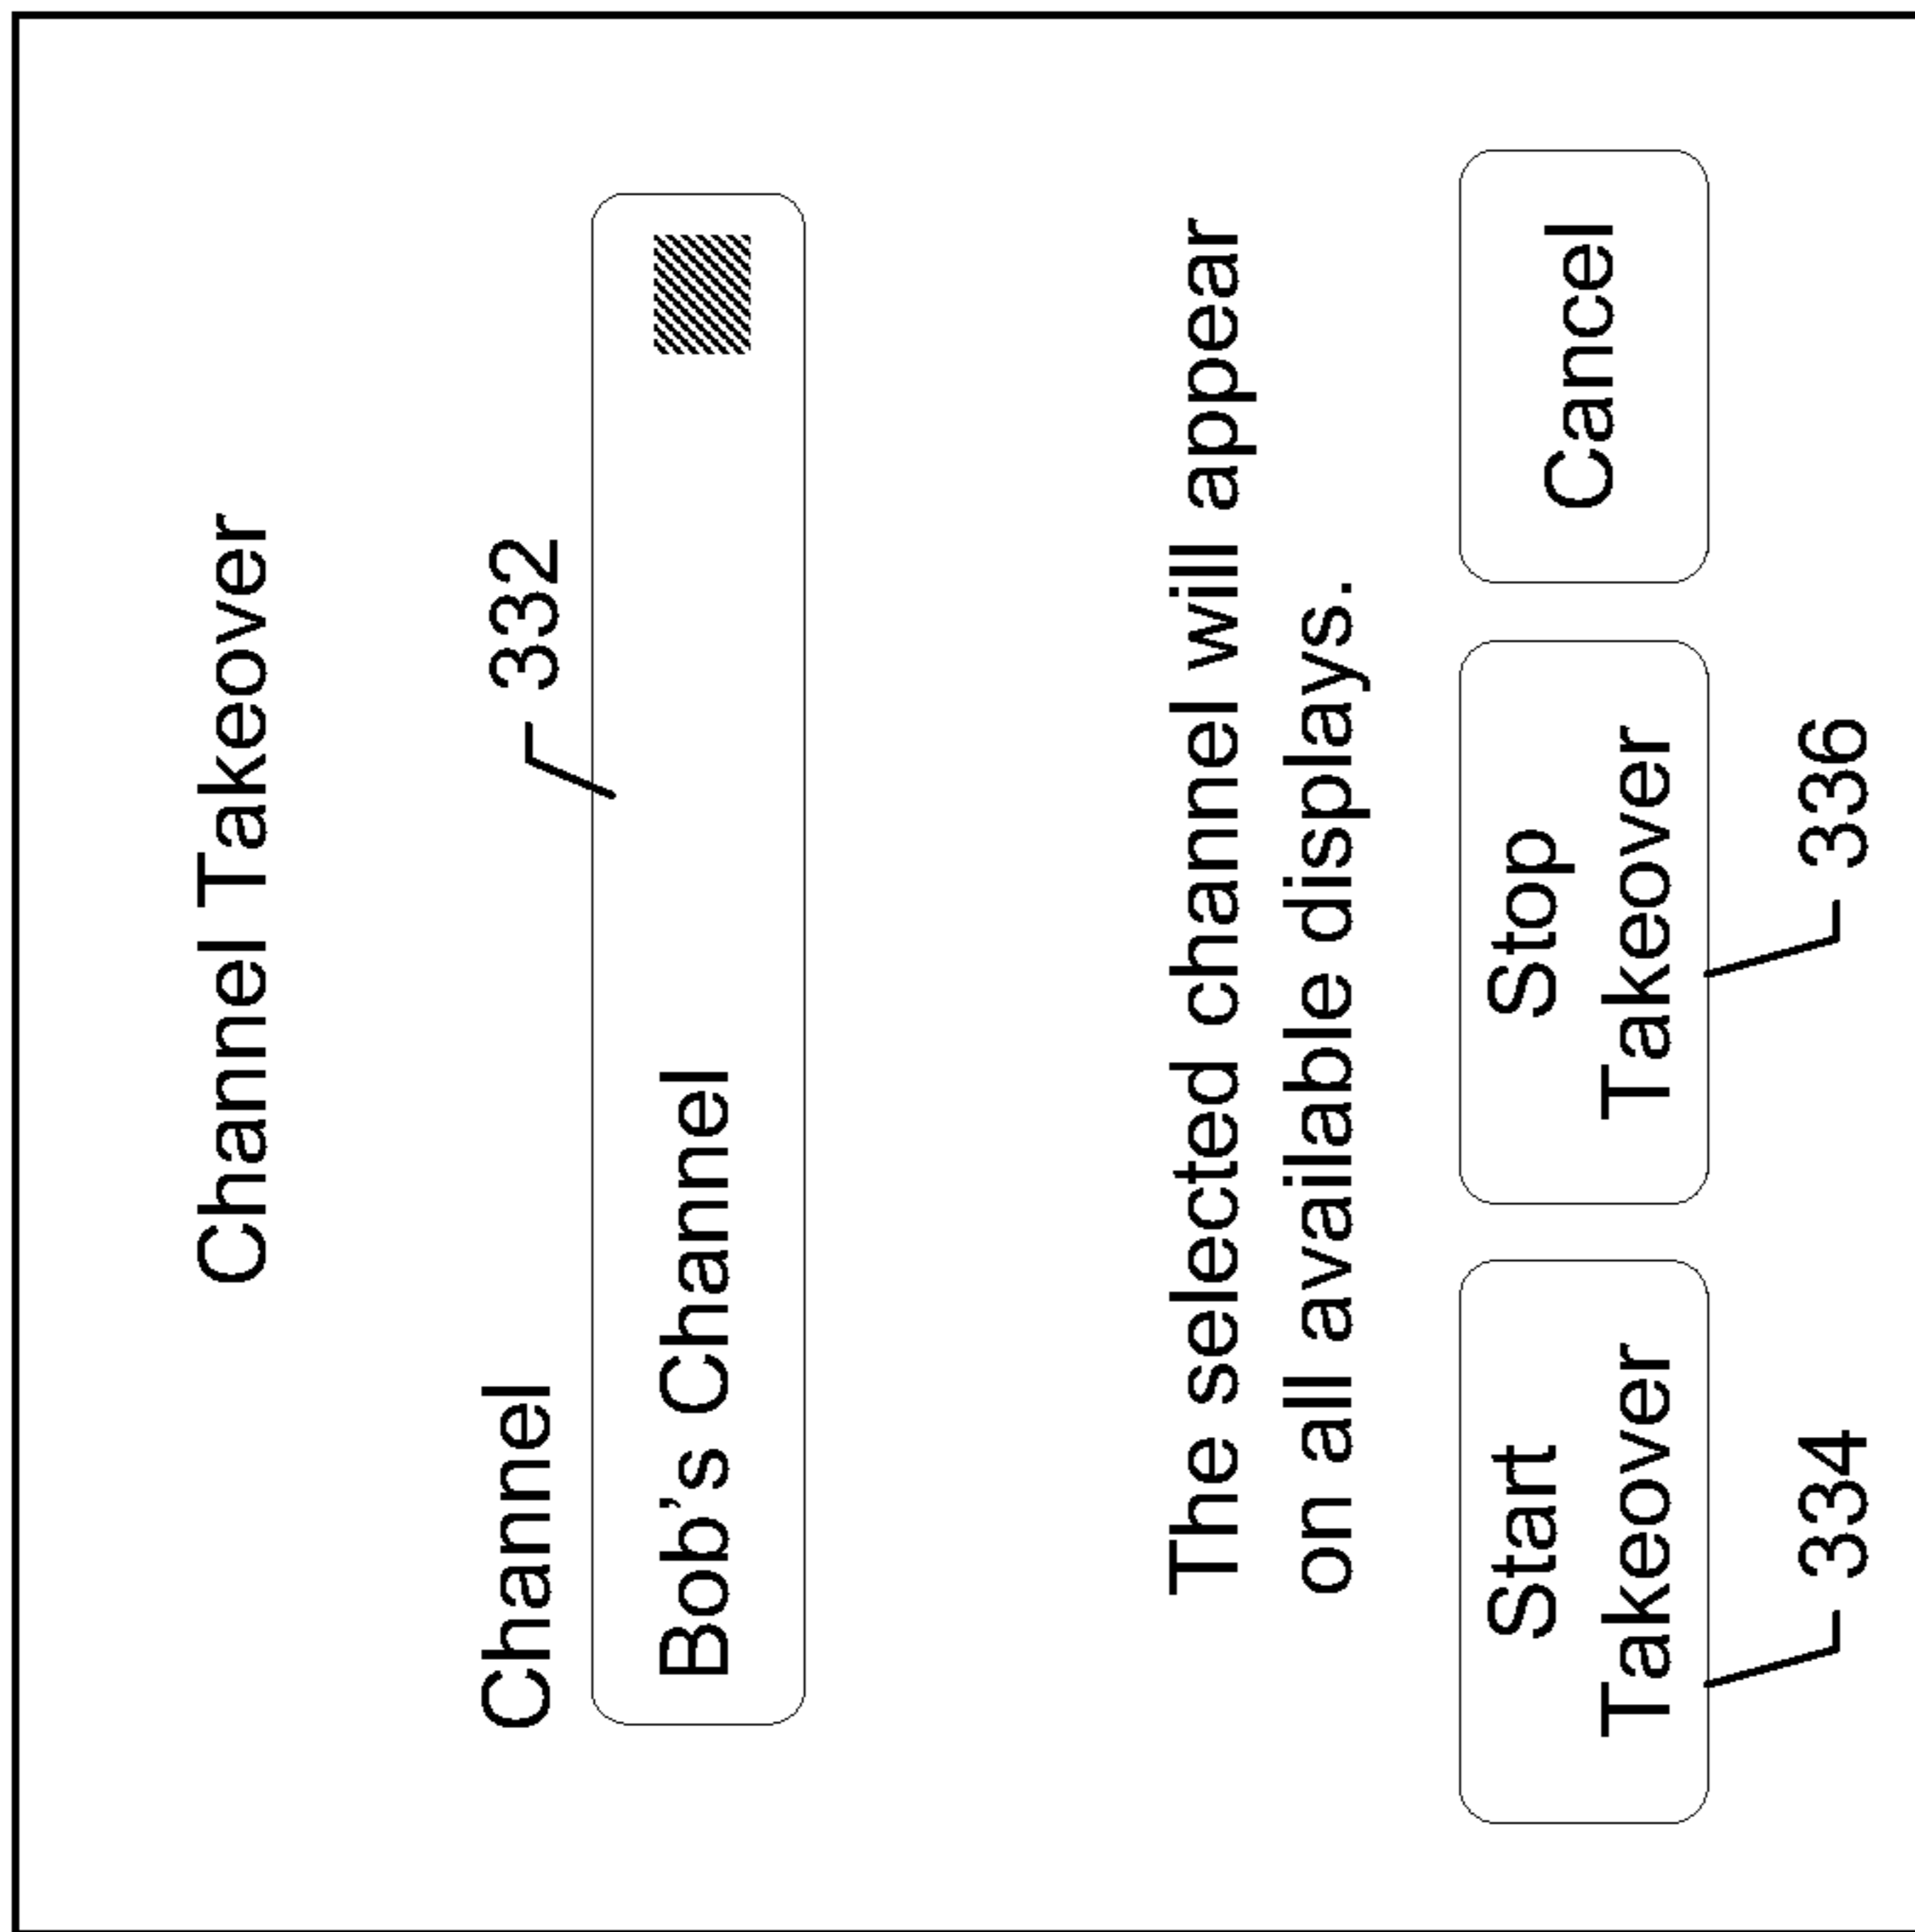 Channel Takeover
332
Channel
Bob’s Channel
The selected channel will appear
on all available displays.
Start
Takeover
Stop
Takeover
Cancel
334
336